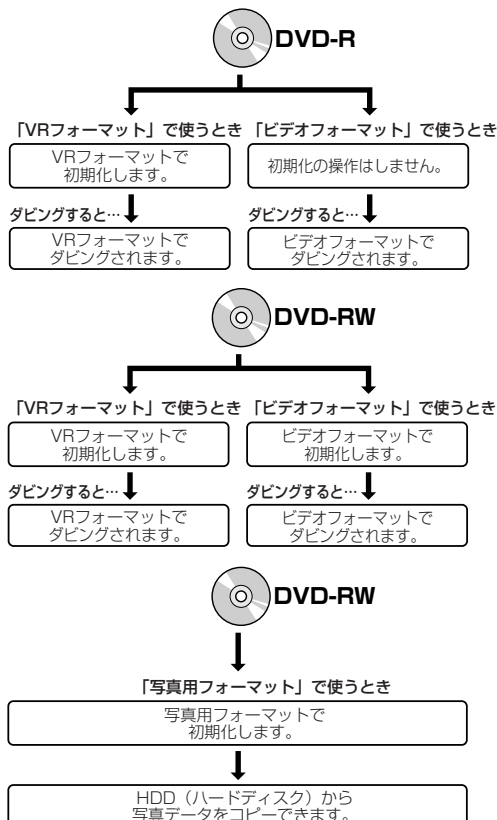 DVD-R
「VRフォーマット」で使うとき 「ビデオフォーマット」で使うとき
VRフォーマットで
初期化します。
初期化の操作はしません。
ダビングすると… ダビングすると…
VRフォーマットで
ダビングされます。
ビデオフォーマットで
ダビングされます。
DVD-RW
「VRフォーマット」で使うとき 「ビデオフォーマット」で使うとき
VRフォーマットで
初期化します。
ビデオフォーマットで
初期化します。
ダビングすると… ダビングすると…
VRフォーマットで
ダビングされます。
ビデオフォーマットで
ダビングされます。
DVD-RW
「写真用フォーマット」で使うとき
写真用フォーマットで
初期化します。
HDD（ハードディスク）から
写真データをコピーできます。